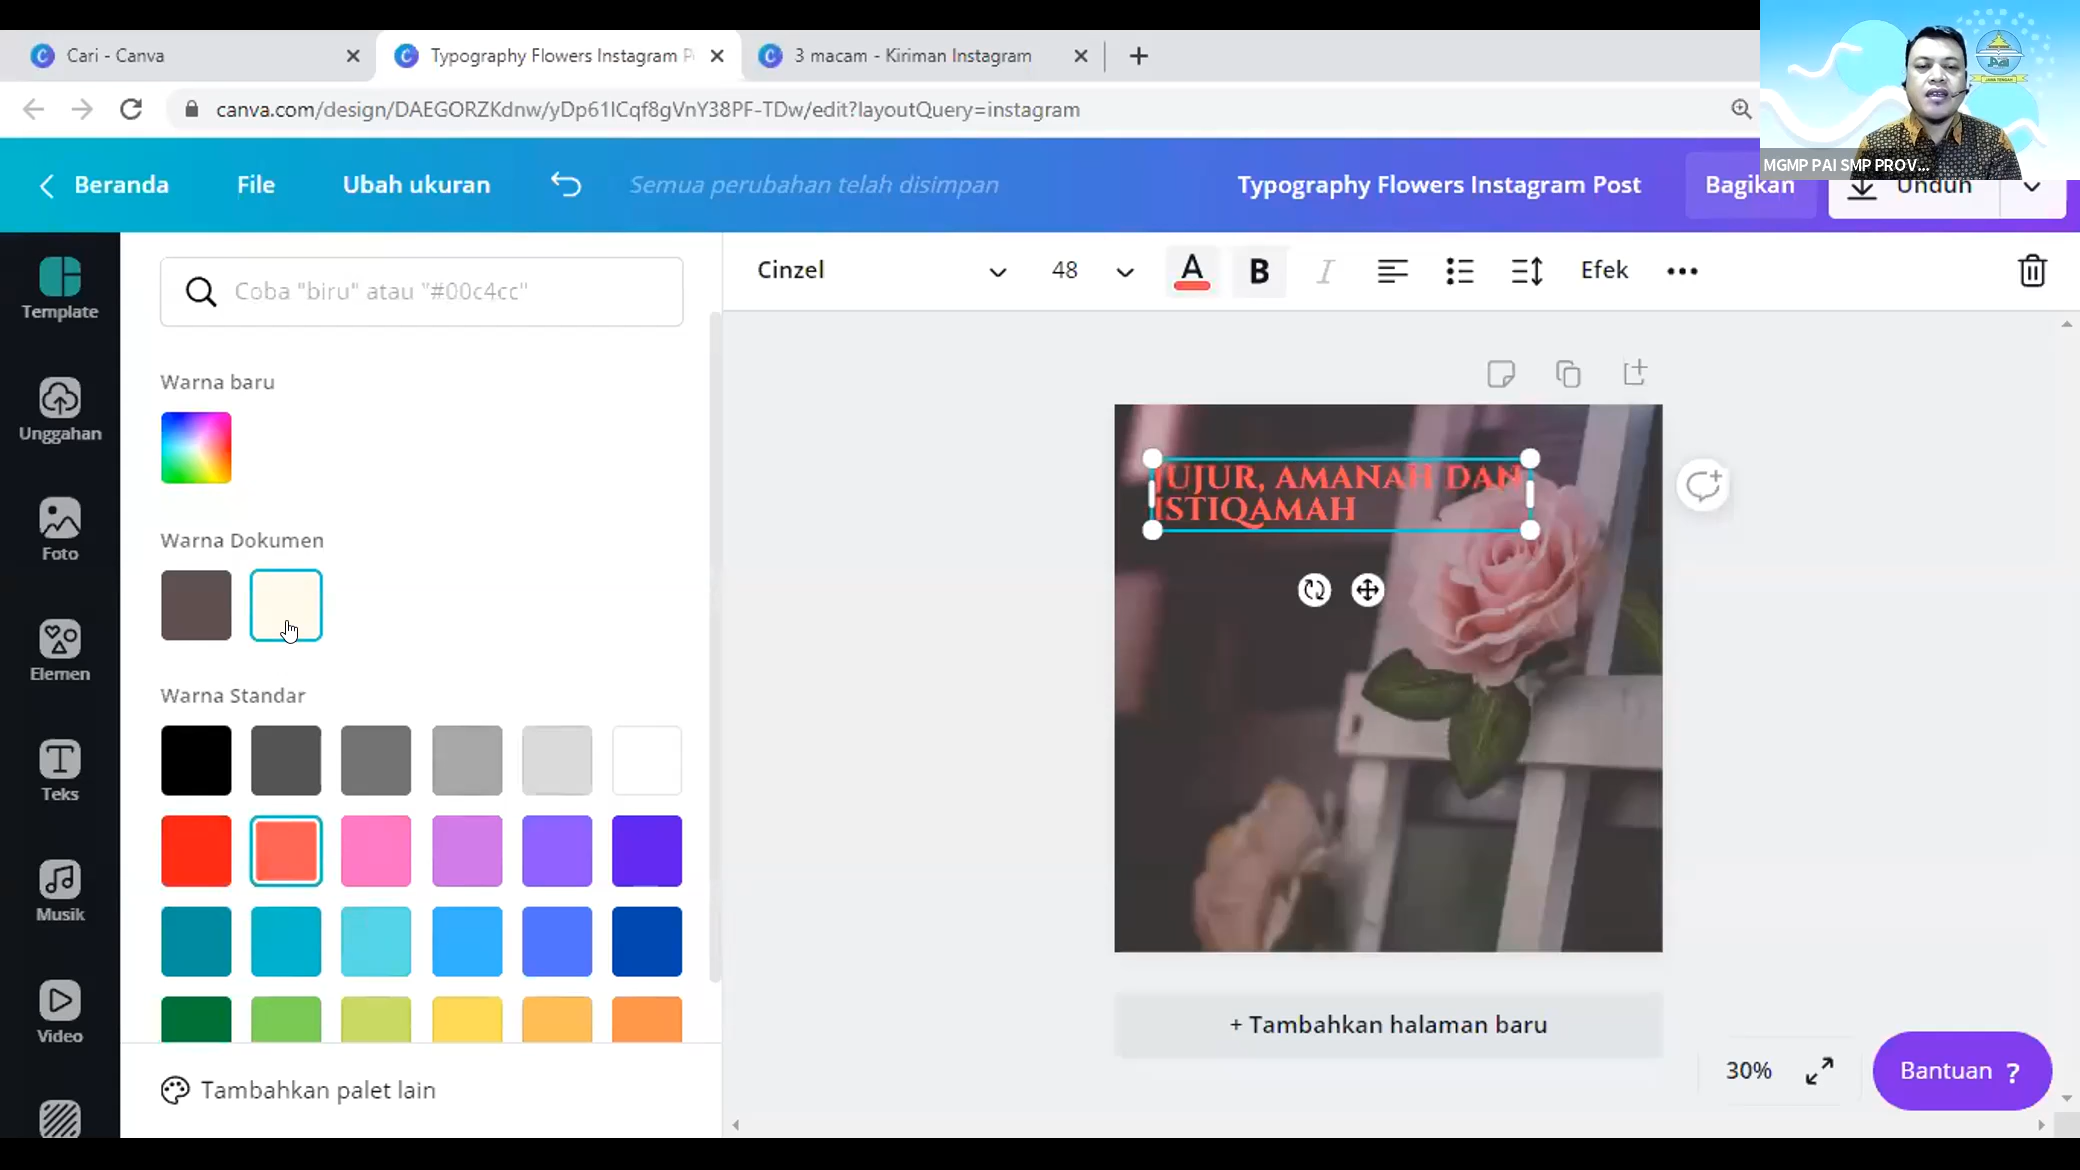 Cari - Canva
Typography Flowers Instagram P
3 macam - Kiriman Instagram
canva.com/design/DAEGORZKdnw/yDp61ICqf8gVnY38PF-TDw/edit?layoutQuery=instagram
MGMP PAI SMP PROV...
Beranda
File
Ubah ukuran
Semua perubahan telah disimpan
Typography Flowers Instagram Post
Bagikan
Unduh
Template
Unggahan
Foto
Elemen
Teks
Musik
Video
Coba "biru" atau "#00c4cc"
Warna baru
Warna Dokumen
Warna Standar
Tambahkan palet lain
Cinzel
48
A
B
I
Efek
JUJUR, AMANAH DAN
ISTIQAMAH
+ Tambahkan halaman baru
30%
Bantuan ?